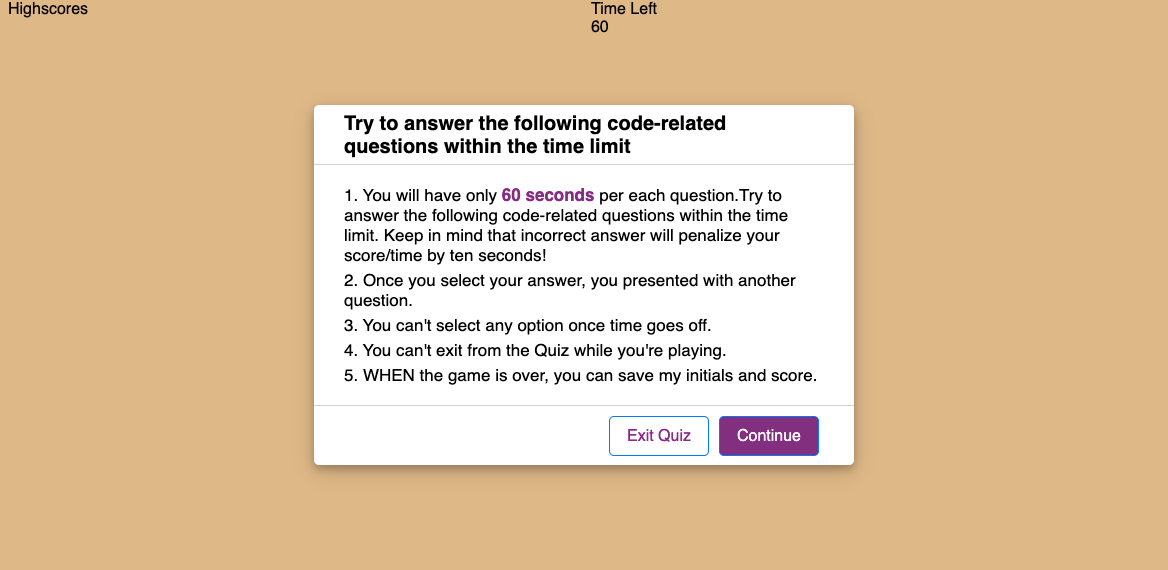 Highscores
Time Left
60
Try to answer the following code-related
questions within the time limit
1. You will have only 60 seconds per each question.Try to
answer the following code-related questions within the time
limit. Keep in mind that incorrect answer will penalize your
score/time by ten seconds!
2. Once you select your answer, you presented with another
question.
3. You can't select any option once time goes off.
4. You can't exit from the Quiz while you're playing.
5. WHEN the game is over, you can save my initials and score.
Exit Quiz
Continue